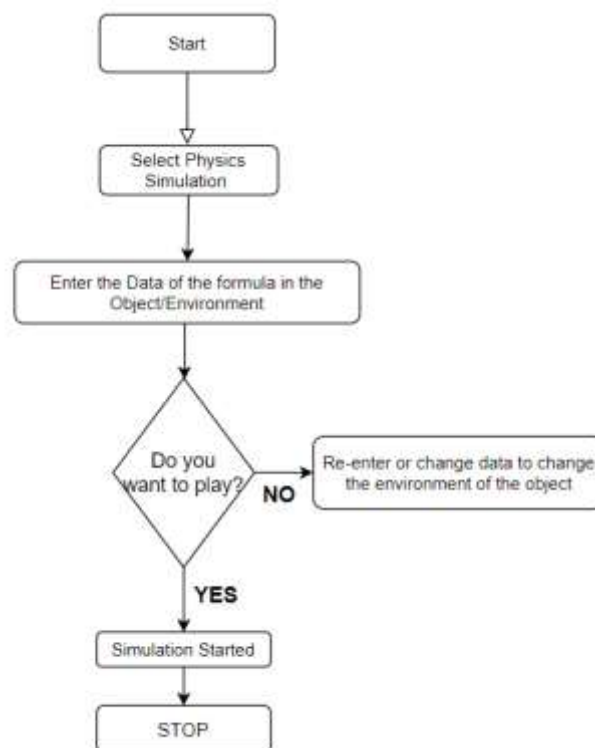 Start
Select Physics
Simulation
Enter the Data of the formula in the
Object/Environment
Do you
want to play?
NO
Re-enter or change data to change
the environment of the object
YES
Simulation Started
STOP